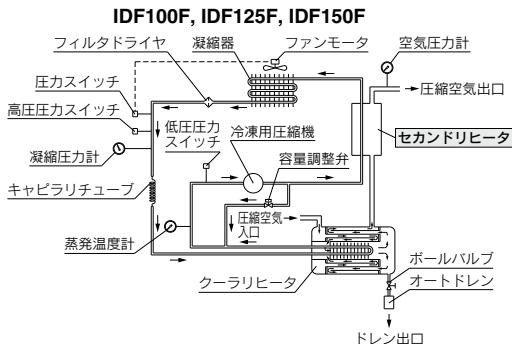 IDF100F, IDF125F, IDF150F
フィルタドライヤ
凝縮器
ファンモータ
空気圧力計
圧力スイッチ
圧縮空気出口
高圧圧力スイッチ
低圧圧力
スイッチ
冷凍用圧縮機
セカンドリヒータ
凝縮圧力計
容量調整弁
キャピラリチューブ
圧縮空気
入口
蒸発温度計
ボールバルブ
クーラリヒータ
オートドレン
ドレン出口